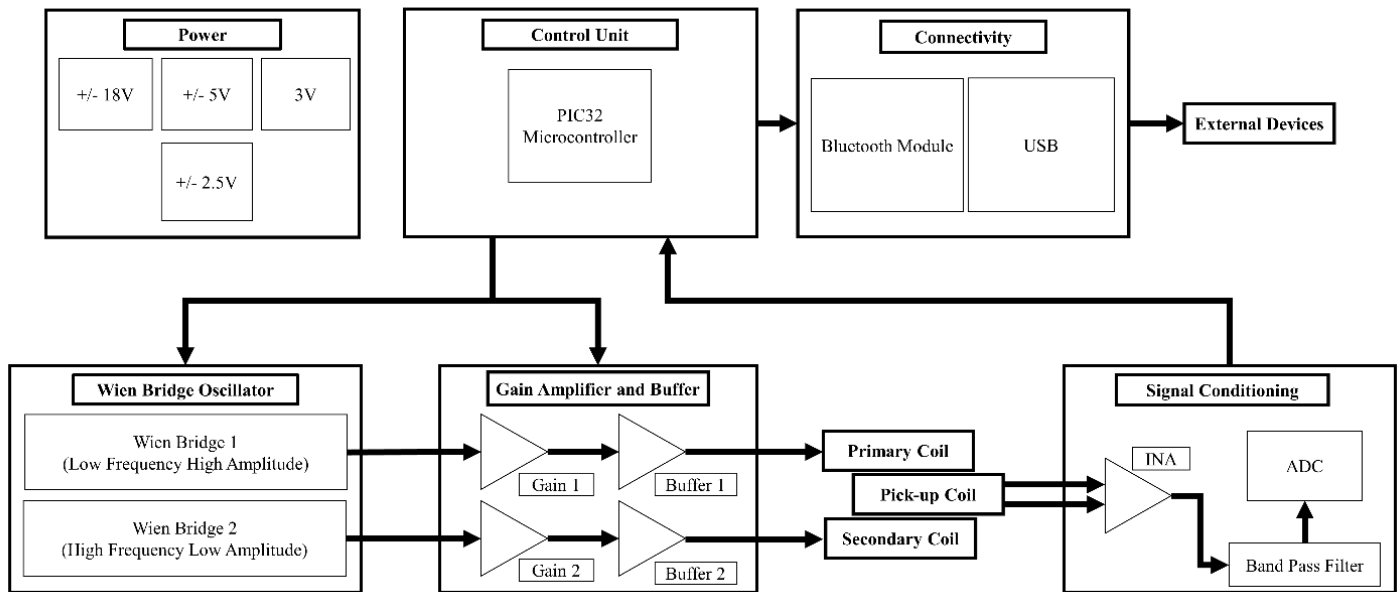 Power
+/- 18V
+/- 5V
3V
+/- 2.5V
Control Unit
PIC32
Microcontroller
Connectivity
Bluetooth Module
USB
External Devices
Wien Bridge Oscillator
Wien Bridge 1
(Low Frequency High Amplitude)
Wien Bridge 2
(High Frequency Low Amplitude)
Gain Amplifier and Buffer
Gain 1
Buffer 1
Gain 2
Buffer 2
Primary Coil
Pick-up Coil
Secondary Coil
Signal Conditioning
INA
ADC
Band Pass Filter